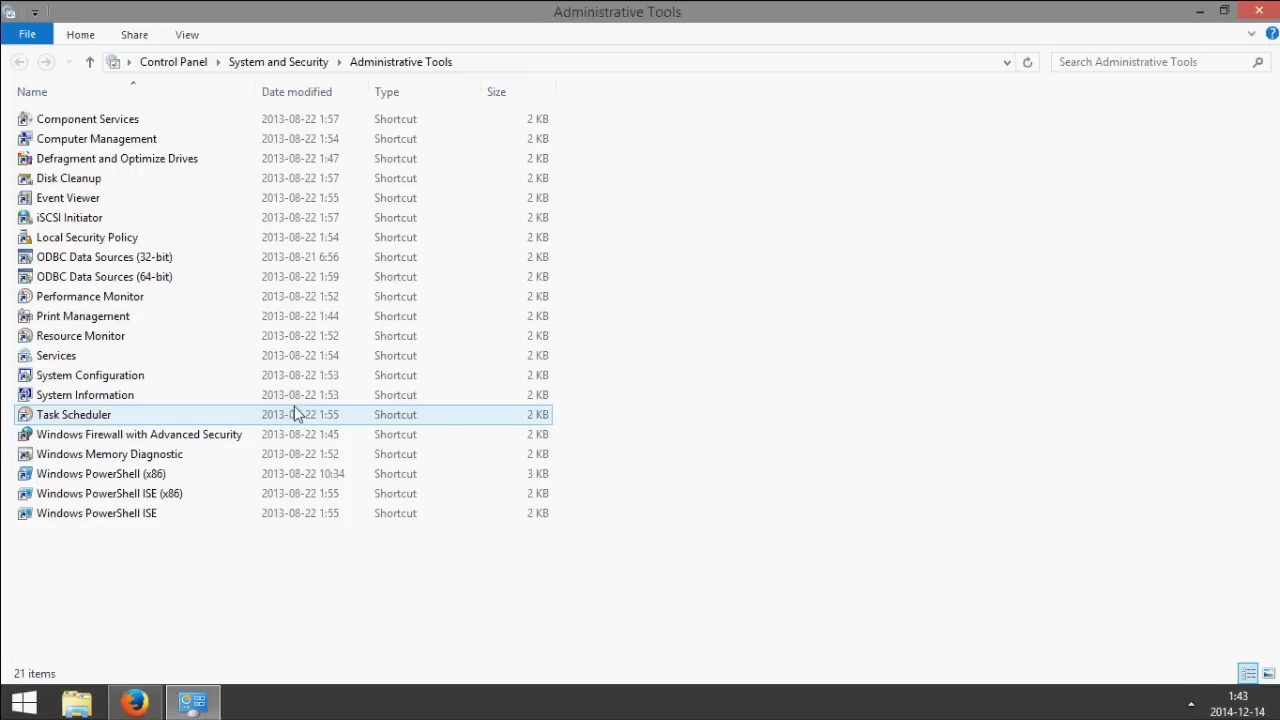 Administrative Tools
File Home Share View
Control Panel System and Security Administrative Tools Search Administrative Tools
Name Date modified Type Size
Component Services 2013-08-22 1:57 Shortcut 2 KB
Computer Management 2013-08-22 1:54 Shortcut 2 KB
Defragment and Optimize Drives 2013-08-22 1:47 Shortcut 2 KB
Disk Cleanup 2013-08-22 1:57 Shortcut 2 KB
Event Viewer 2013-08-22 1:55 Shortcut 2 KB
iSCSI Initiator 2013-08-22 1:57 Shortcut 2 KB
Local Security Policy 2013-08-22 1:54 Shortcut 2 KB
ODBC Data Sources (32-bit) 2013-08-21 6:56 Shortcut 2 KB
ODBC Data Sources (64-bit) 2013-08-22 1:59 Shortcut 2 KB
Performance Monitor 2013-08-22 1:52 Shortcut 2 KB
Print Management 2013-08-22 1:44 Shortcut 2 KB
Resource Monitor 2013-08-22 1:52 Shortcut 2 KB
Services 2013-08-22 1:54 Shortcut 2 KB
System Configuration 2013-08-22 1:53 Shortcut 2 KB
System Information 2013-08-22 1:53 Shortcut 2 KB
Task Scheduler 2013-08-22 1:55 Shortcut 2 KB
Windows Firewall with Advanced Security 2013-08-22 1:45 Shortcut 2 KB
Windows Memory Diagnostic 2013-08-22 1:52 Shortcut 2 KB
Windows PowerShell (x86) 2013-08-22 10:34 Shortcut 3 KB
Windows PowerShell ISE (x86) 2013-08-22 1:55 Shortcut 2 KB
Windows PowerShell ISE 2013-08-22 1:55 Shortcut 2 KB
21 items
1:43
2014-12-14